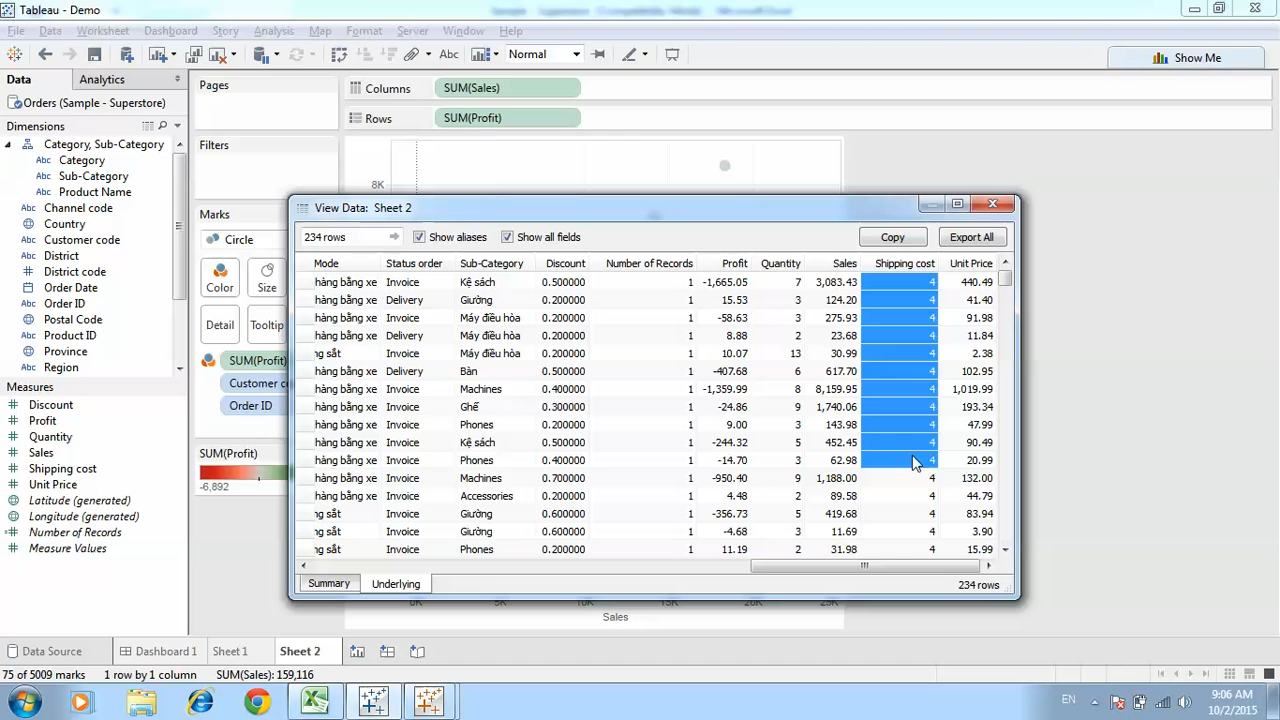 Tableau - Demo
File Data Worksheet Dashboard Story Analysis Map Format Server Window Help
Abc Normal Show Me
Data Analytics
Orders (Sample - Superstore)
Dimensions
Category, Sub-Category
Abc Category
Abc Sub-Category
Abc Product Name
Abc Channel code
Country
Abc Customer code
Abc District
Abc District code
Order Date
Abc Order ID
Postal Code
Abc Product ID
Abc Province
Abc Region
Measures
Discount
Profit
Quantity
Sales
Shipping cost
Unit Price
Latitude (generated)
Longitude (generated)
Number of Records
Measure Values
Pages
Filters
Marks
Circle
Color Size
Detail Tooltip
SUM(Profit)
Customer co
Order ID
SUM(Profit)
-6,892
Columns SUM(Sales)
Rows SUM(Profit)
8K
View Data: Sheet 2
234 rows Show aliases Show all fields Copy Export All
Mode Status order Sub-Category Discount Number of Records Profit Quantity Sales Shipping cost Unit Price
hàng bằng xe Invoice Kệ sách 0.500000 1 -1,665.05 7 3,083.43 4 440.49
hàng bằng xe Delivery Giường 0.200000 1 15.53 3 124.20 4 41.40
hàng bằng xe Invoice Máy điều hòa 0.200000 1 -58.63 3 275.93 4 91.98
hàng bằng xe Delivery Máy điều hòa 0.200000 1 8.88 2 23.68 4 11.84
ng sắt Invoice Máy điều hòa 0.200000 1 10.07 13 30.99 4 2.38
hàng bằng xe Delivery Bàn 0.500000 1 -407.68 6 617.70 4 102.95
hàng bằng xe Invoice Machines 0.400000 1 -1,359.99 8 8,159.95 4 1,019.99
hàng bằng xe Invoice Ghế 0.300000 1 -24.86 9 1,740.06 4 193.34
hàng bằng xe Invoice Phones 0.200000 1 9.00 3 143.98 4 47.99
hàng bằng xe Invoice Kệ sách 0.500000 1 -244.32 5 452.45 4 90.49
hàng bằng xe Invoice Phones 0.400000 1 -14.70 3 62.98 4 20.99
hàng bằng xe Invoice Machines 0.700000 1 -950.40 9 1,188.00 4 132.00
hàng bằng xe Invoice Accessories 0.200000 1 4.48 2 89.58 4 44.79
ng sắt Invoice Giường 0.600000 1 -356.73 5 419.68 4 83.94
ng sắt Invoice Giường 0.600000 1 -4.68 3 11.69 4 3.90
ng sắt Invoice Phones 0.200000 1 11.19 2 31.98 4 15.99
Summary Underlying 234 rows
0K 5K 10K 15K 20K 25K
Sales
Data Source Dashboard 1 Sheet 1 Sheet 2
75 of 5009 marks 1 row by 1 column SUM(Sales): 159,116
EN 9:06 AM
10/2/2015